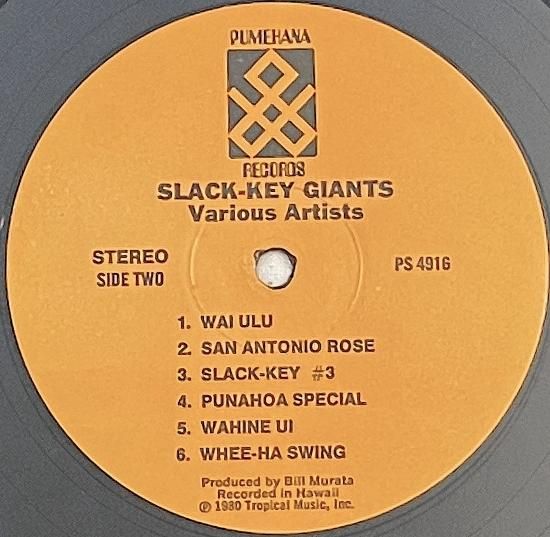 PUMEHANA
RECORDS
SLACK-KEY GIANTS
Various Artists
STEREO
SIDE TWO
PS 4916
1. WAI ULU
2. SAN ANTONIO ROSE
3. SLACK-KEY #3
4. PUNAHOA SPECIAL
5. WAHINE UI
6. WHEE-HA SWING
Produced by Bill Murata
Recorded in Hawaii
℗ 1980 Tropical Music, Inc.